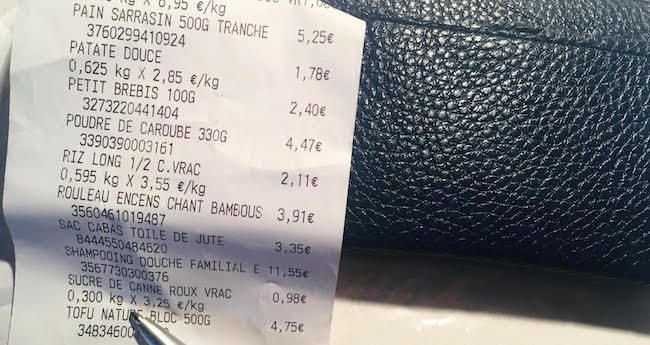 X 6,95 €/kg
PAIN SARRASIN 500G TRANCHE 5,25€
3760299410924
PATATE DOUCE
0,625 kg X 2,85 €/kg 1,78€
PETIT BREBIS 100G
3273220441404 2,40€
POUDRE DE CAROUBE 330G
3390390003161 4,47€
RIZ LONG 1/2 C.VRAC
0,595 kg X 3,55 €/kg 2,11€
ROULEAU ENCENS CHANT BAMBOUS 3,91€
3560461019487
SAC CABAS TOILE DE JUTE 3,35€
8444550484620
SHAMPOOING DOUCHE FAMILIAL E 11,55€
3567730300376
SUCRE DE CANNE ROUX VRAC 0,98€
0,300 kg X 3,25 €/kg
TOFU NATURE BLOC 500G 4,75€